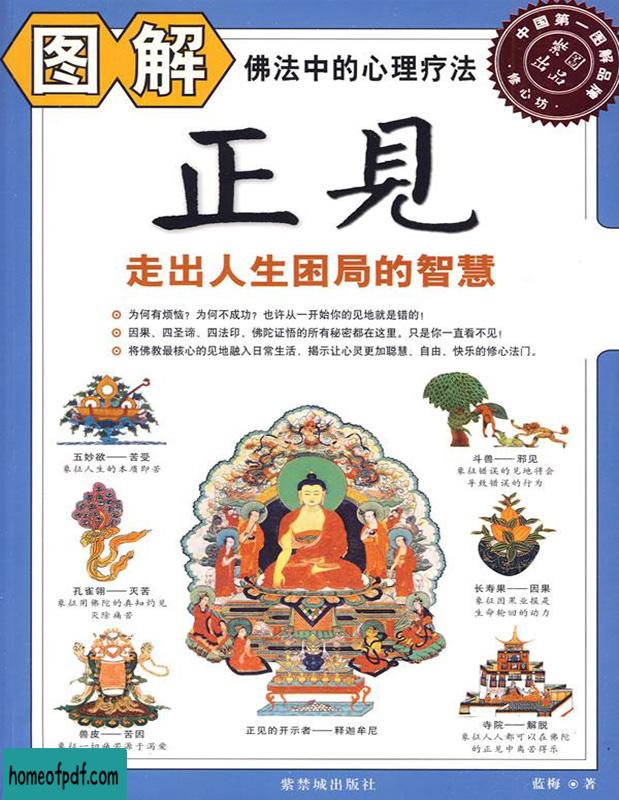 图解
佛法中的心理疗法
中国第一图解品牌
紫图
出品
·修心坊·
正見
走出人生困局的智慧
为何有烦恼？为何不成功？也许从一开始你的见地就是错的！
因果、四圣谛、四法印，佛陀证悟的所有秘密都在这里。只是你一直看不见！
将佛教最核心的见地融入日常生活，揭示让心灵更加聪慧、自由、快乐的修心法门。
五妙欲——苦受
象征人生的本质即苦
斗兽——邪见
象征错误的见地将会
导致错误的行为
孔雀翎——灭苦
象征用佛陀的真知灼见
灭除痛苦
长寿果——因果
象征因果业报是
生命轮回的动力
兽皮——苦因
象征一切痛苦源于渴爱
正见的开示者——释迦牟尼
寺院——解脱
象征人人都可以在佛陀
的正见中离苦得乐
homeofpdf.com
紫禁城出版社
蓝梅 ⊙ 著